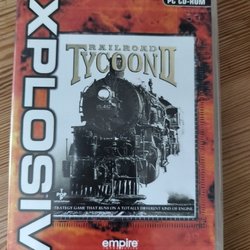 PC CD-ROM
XPLOSIV
RAILROAD
TYCOON II
STRATEGY GAME THAT RUNS ON A TOTALLY DIFFERENT KIND OF ENGINE.
empire